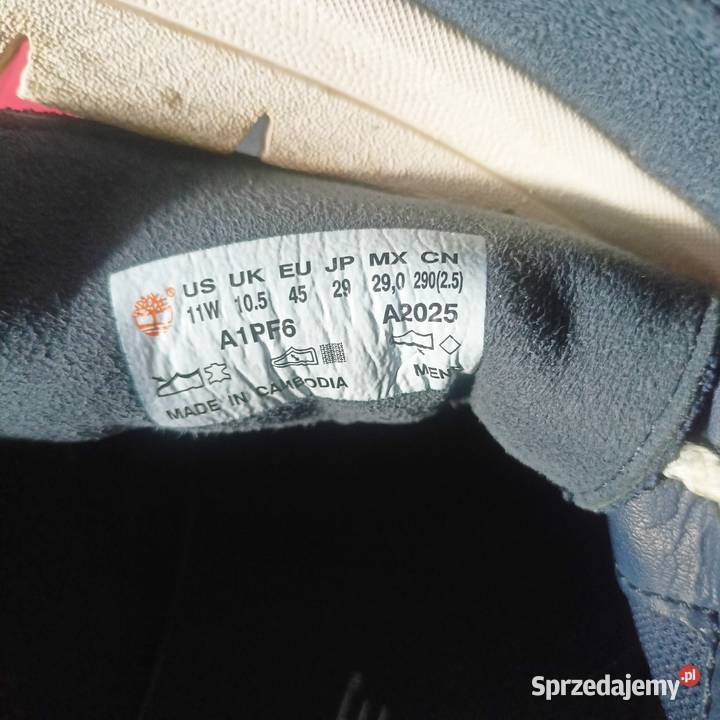 US UK EU JP MX CN
11W 10.5 45 29 29,0 290(2.5)
A1PF6 A2025
MADE IN CAMBODIA MENS
Sprzedajemy.pl